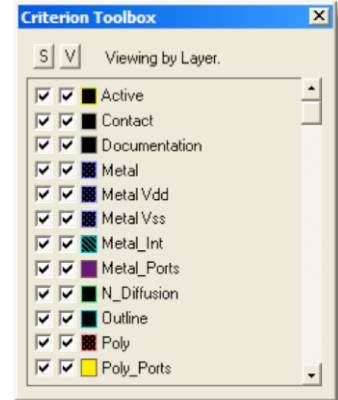 Criterion Toolbox
S V Viewing by Layer.
Active
Contact
Documentation
Metal
Metal Vdd
Metal Vss
Metal_Int
Metal_Ports
N_Diffusion
Outline
Poly
Poly_Ports